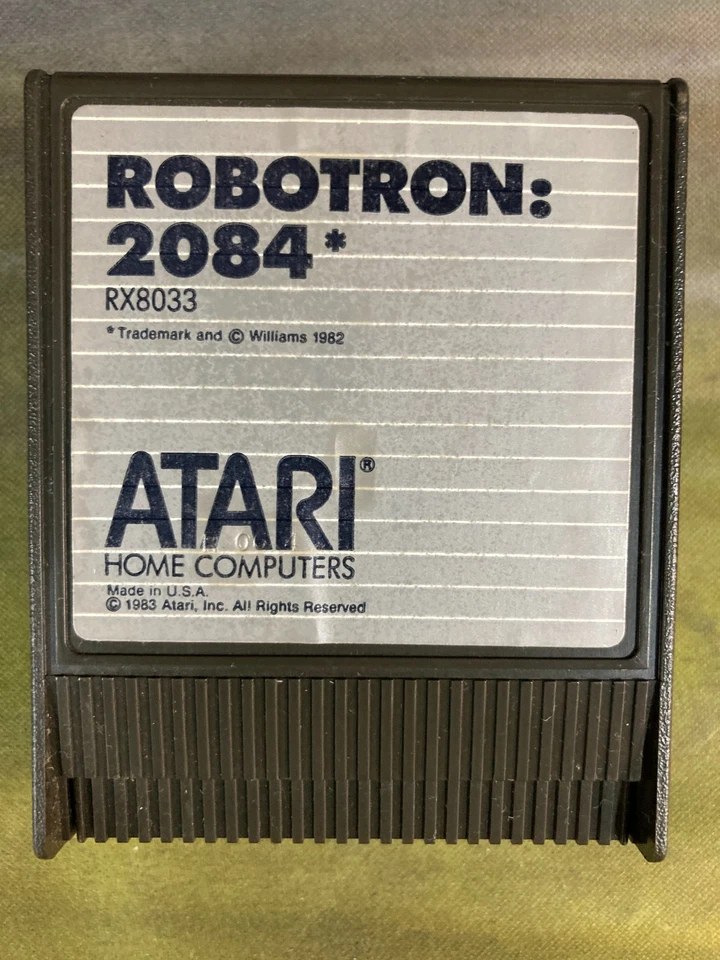 ROBOTRON:
2084*
RX8033
*Trademark and © Williams 1982
ATARI®
HOME COMPUTERS
Made in U.S.A.
© 1983 Atari, Inc. All Rights Reserved